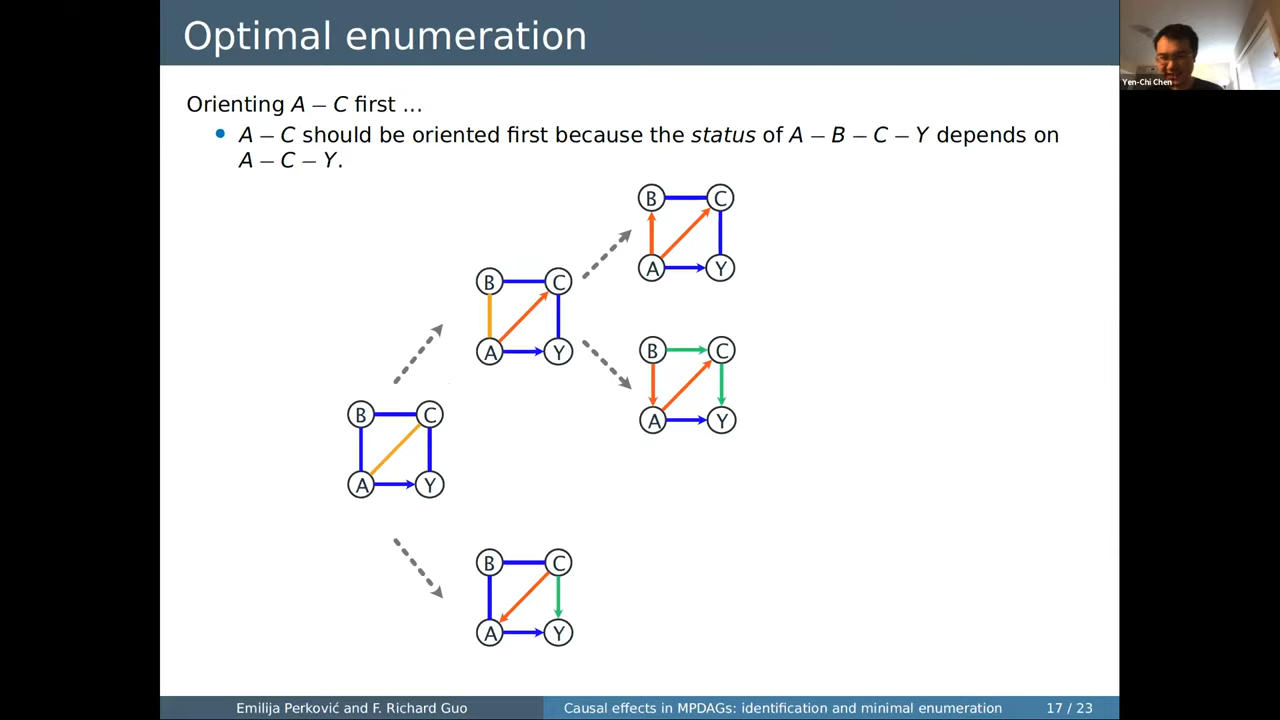 Optimal enumeration
Yen-Chi Chen
Orienting A – C first ...
A – C should be oriented first because the status of A – B – C – Y depends on
A – C – Y.
B C
A Y
B C
A Y
B C
A Y
B C
A Y
B C
A Y
Emilija Perković and F. Richard Guo
Causal effects in MPDAGs: identification and minimal enumeration
17 / 23